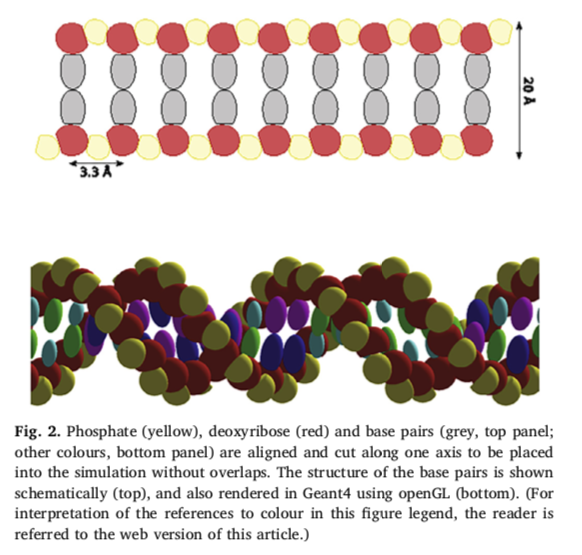 20 Å
3.3 Å
Fig. 2. Phosphate (yellow), deoxyribose (red) and base pairs (grey, top panel;
other colours, bottom panel) are aligned and cut along one axis to be placed
into the simulation without overlaps. The structure of the base pairs is shown
schematically (top), and also rendered in Geant4 using openGL (bottom). (For
interpretation of the references to colour in this figure legend, the reader is
referred to the web version of this article.)